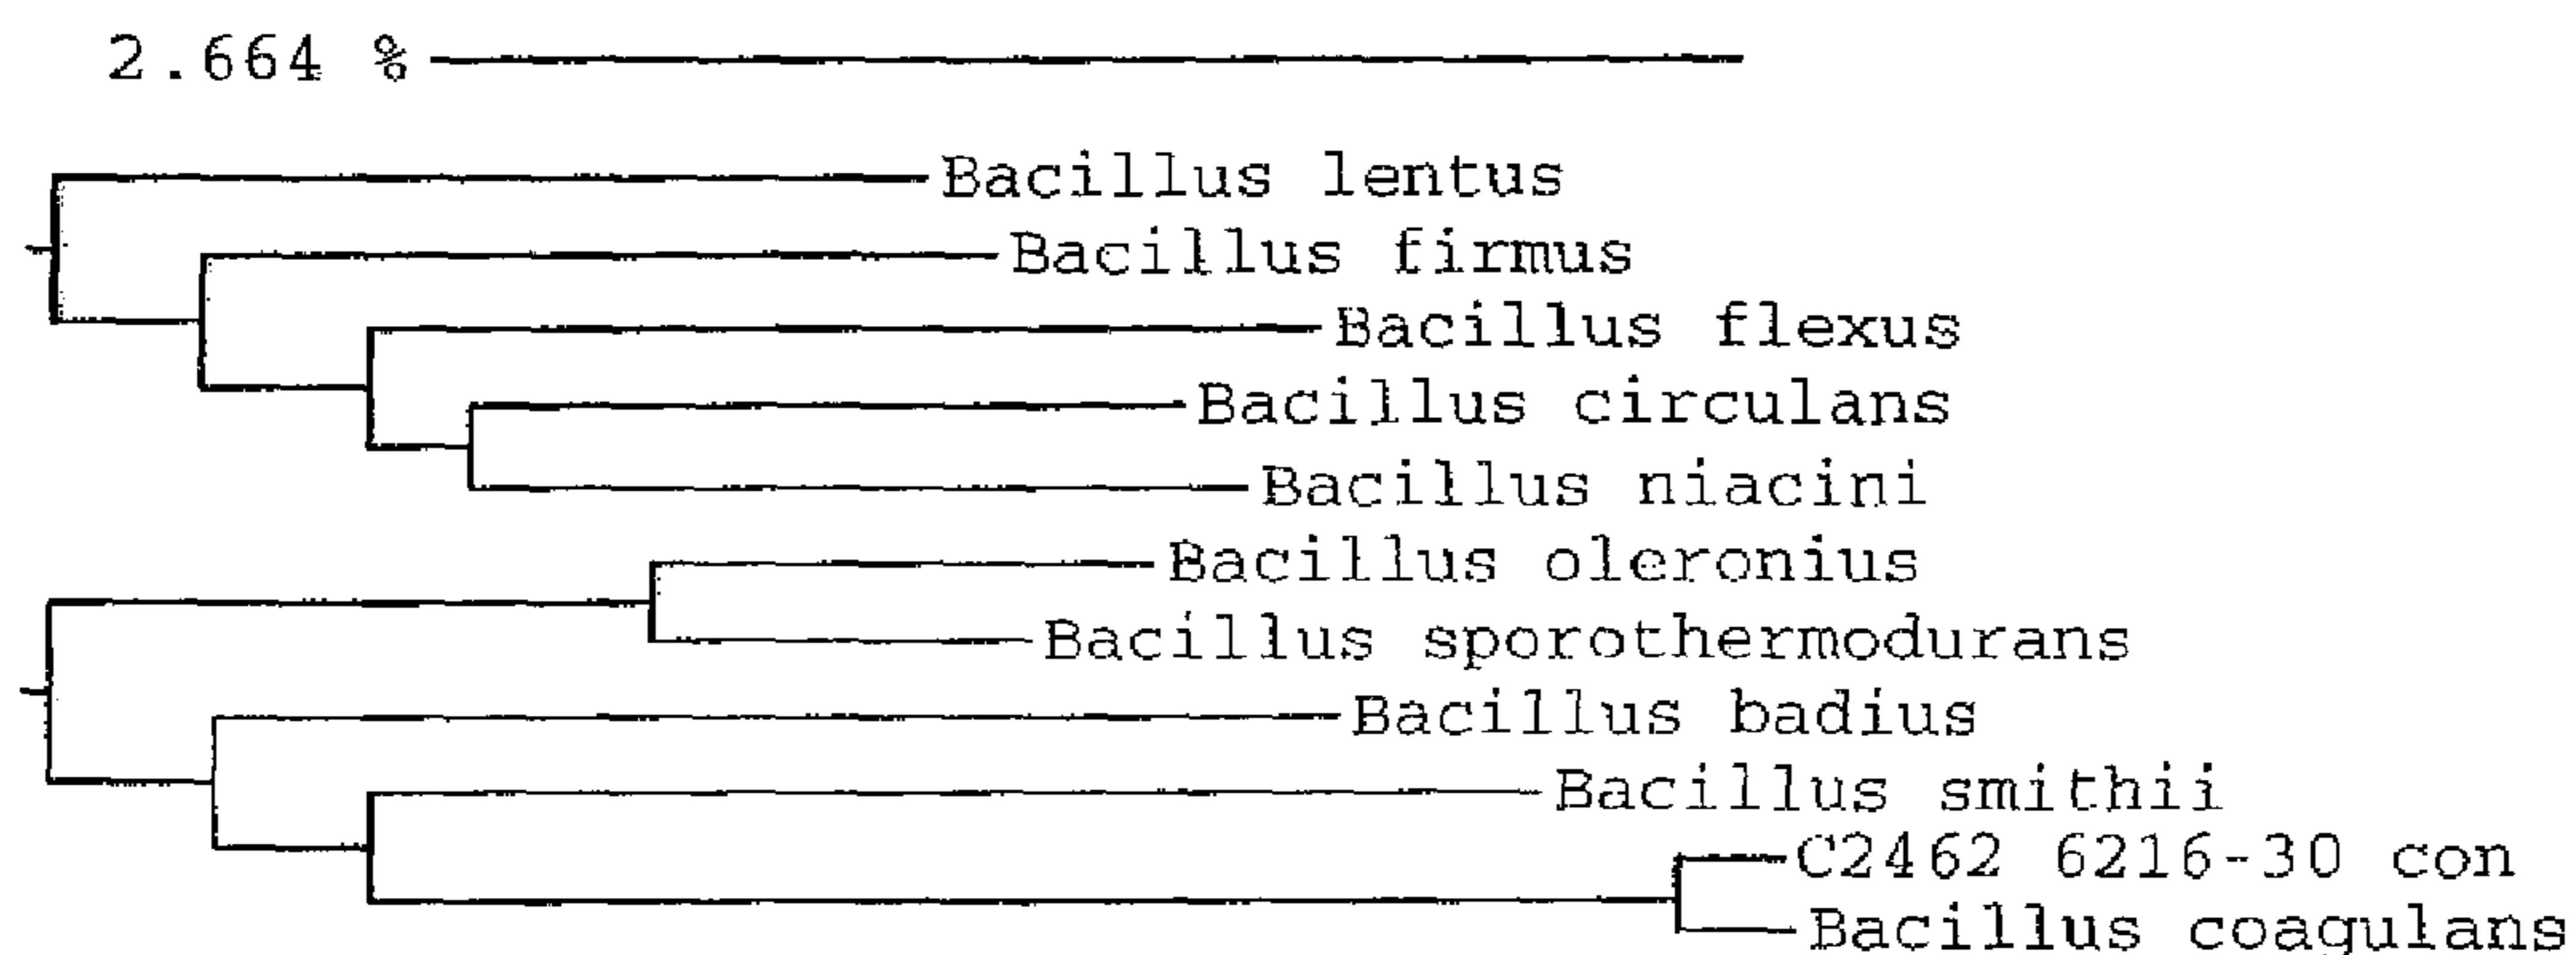 2.664 %
Bacillus lentus
Bacillus firmus
Bacillus flexus
Bacillus circulans
Bacillus niacini
Bacillus oleronius
Bacillus sporothermodurans
Bacillus badius
Bacillus smithii
C2462 6216-30 con
Bacillus coagulans